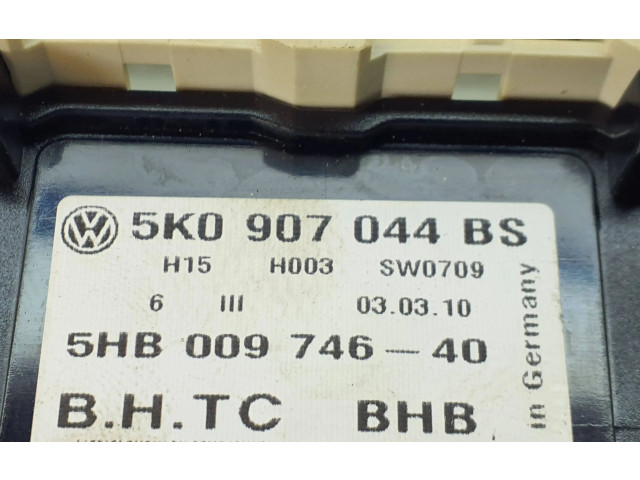 5K0 907 044 BS
H15 H003 SW0709
6 III 03.03.10
5HB 009 746-40
B.H.TC BHB
in Germany